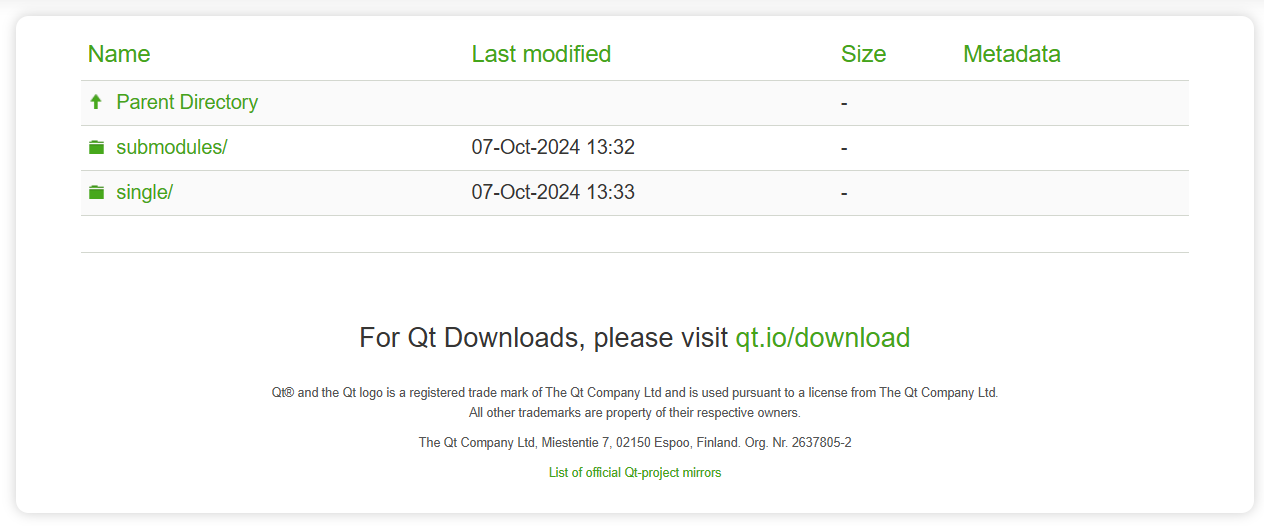 Name Last modified Size Metadata
Parent Directory -
submodules/ 07-Oct-2024 13:32 -
single/ 07-Oct-2024 13:33 -
For Qt Downloads, please visit qt.io/download
Qt® and the Qt logo is a registered trade mark of The Qt Company Ltd and is used pursuant to a license from The Qt Company Ltd.
All other trademarks are property of their respective owners.
The Qt Company Ltd, Miestentie 7, 02150 Espoo, Finland. Org. Nr. 2637805-2
List of official Qt-project mirrors